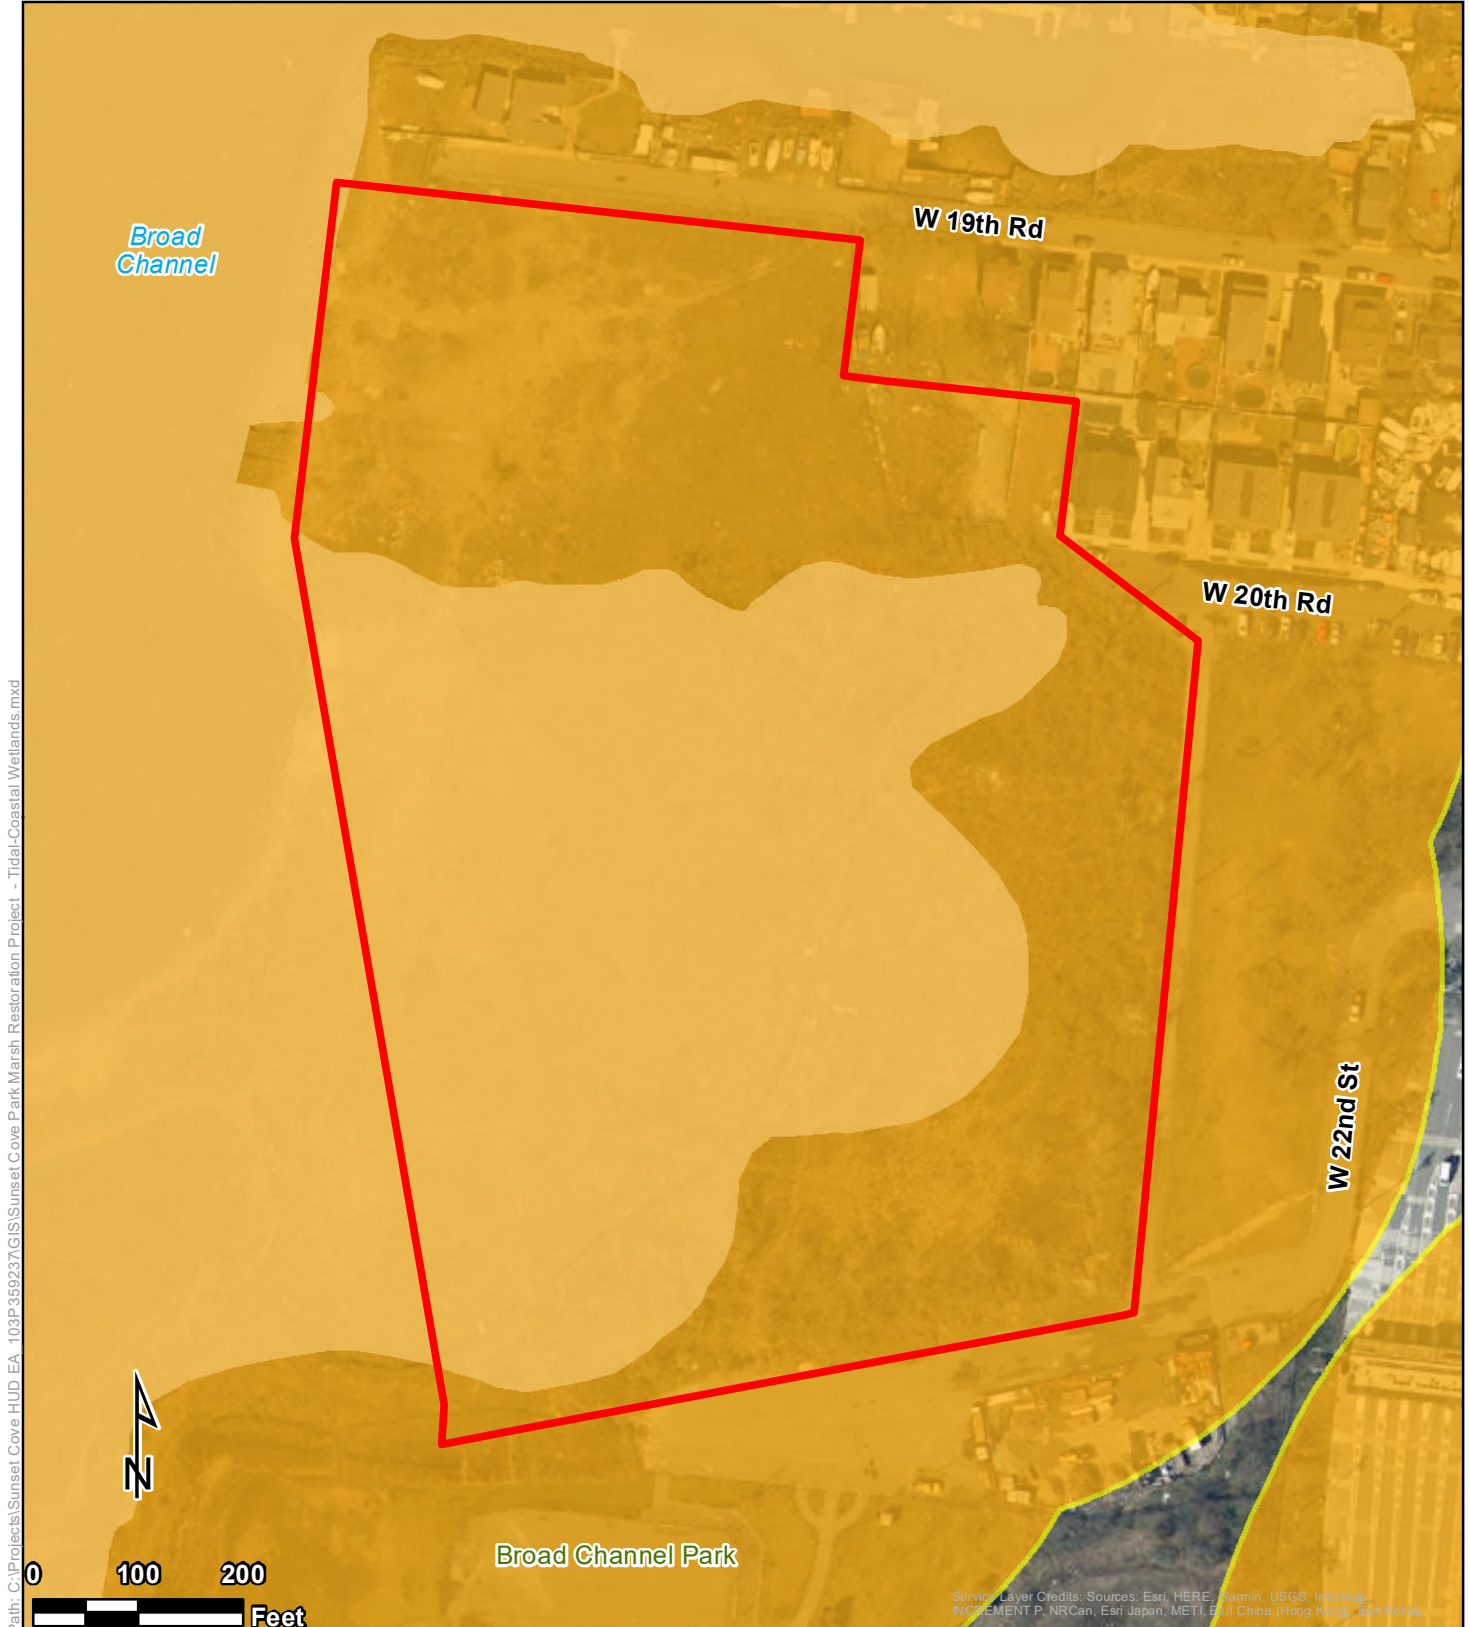 W 19th Rd
Broad
Channel
W 20th Rd
W 22nd St
Path: C:\Projects\Sunset Cove HUD EA_103P359237\GIS\Sunset Cove Park Marsh Restoration Project - Tidal-Coastal Wetlands.mxd
N
Broad Channel Park
0 100 200
Feet
Service Layer Credits: Sources: Esri, HERE, Garmin, USGS, Intermap,
INCREMENT P, NRCan, Esri Japan, METI, Esri China (Hong Kong), Esri Korea,